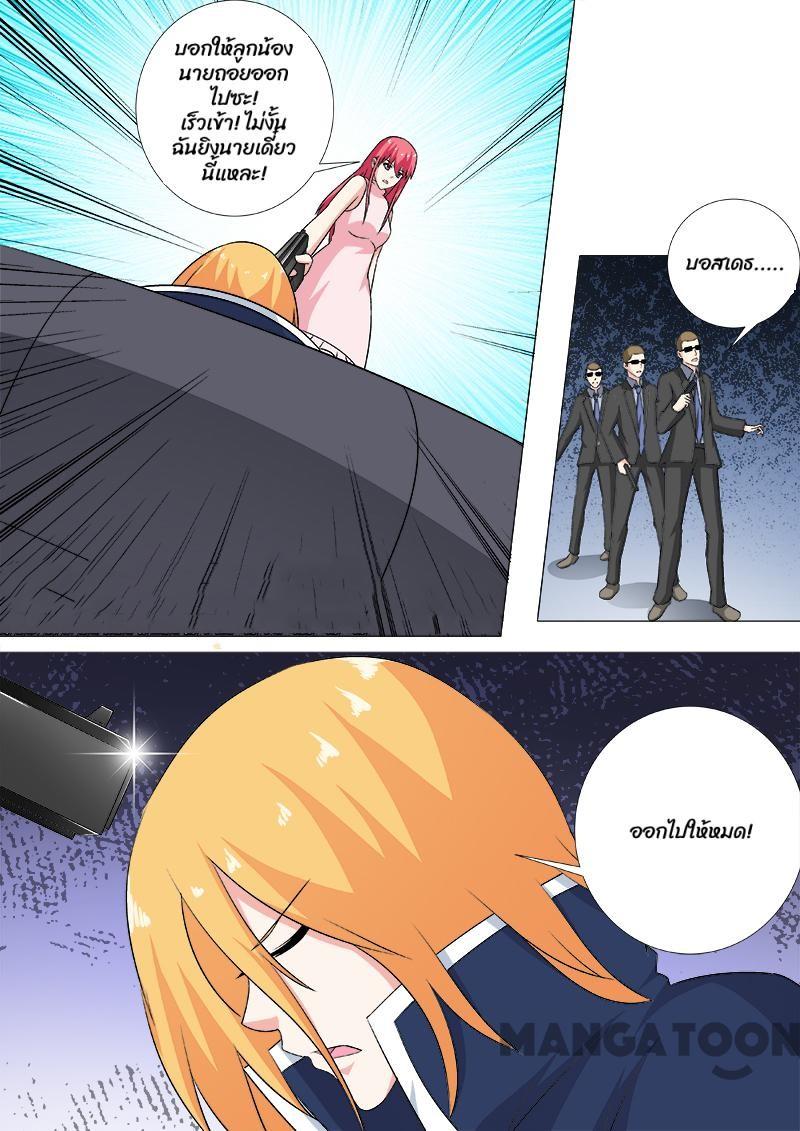 บอกให้ลูกน้อง
นายถอยออก
ไปซะ!
เร็วเข้า! ไม่งั้น
ฉันยิงนายเดี๋ยว
นี้แหละ!
บอสเดธ.....
ออกไปให้หมด!
MANGATOON